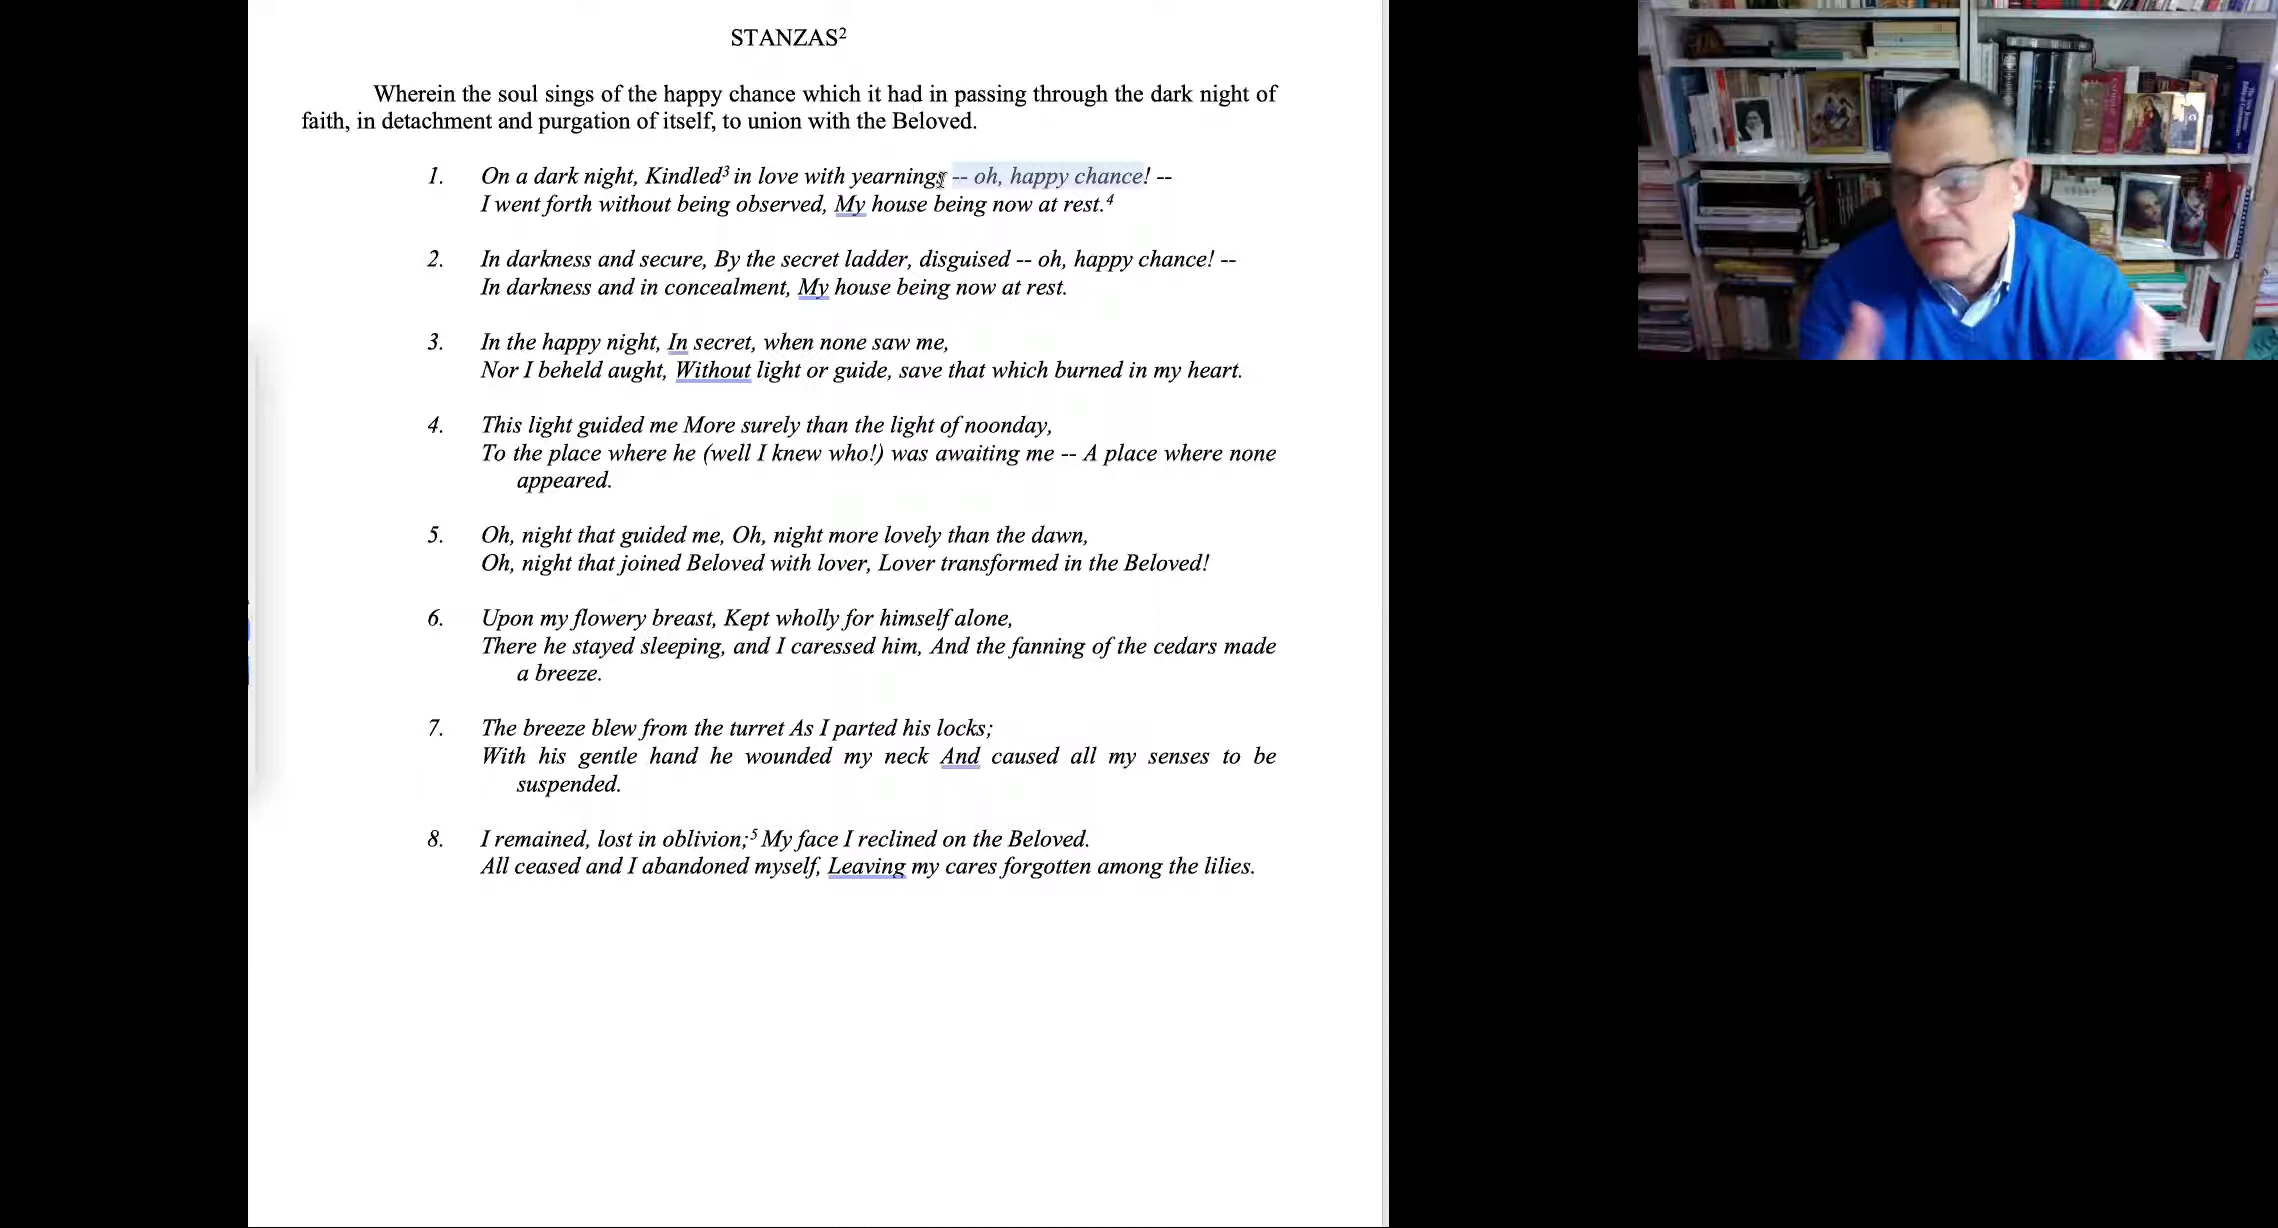 STANZAS²
Wherein the soul sings of the happy chance which it had in passing through the dark night of
faith, in detachment and purgation of itself, to union with the Beloved.
1. On a dark night, Kindled³ in love with yearnings -- oh, happy chance! --
I went forth without being observed, My house being now at rest.⁴
2. In darkness and secure, By the secret ladder, disguised -- oh, happy chance! --
In darkness and in concealment, My house being now at rest.
3. In the happy night, In secret, when none saw me,
Nor I beheld aught, Without light or guide, save that which burned in my heart.
4. This light guided me More surely than the light of noonday,
To the place where he (well I knew who!) was awaiting me -- A place where none
appeared.
5. Oh, night that guided me, Oh, night more lovely than the dawn,
Oh, night that joined Beloved with lover, Lover transformed in the Beloved!
6. Upon my flowery breast, Kept wholly for himself alone,
There he stayed sleeping, and I caressed him, And the fanning of the cedars made
a breeze.
7. The breeze blew from the turret As I parted his locks;
With his gentle hand he wounded my neck And caused all my senses to be
suspended.
8. I remained, lost in oblivion;⁵ My face I reclined on the Beloved.
All ceased and I abandoned myself, Leaving my cares forgotten among the lilies.